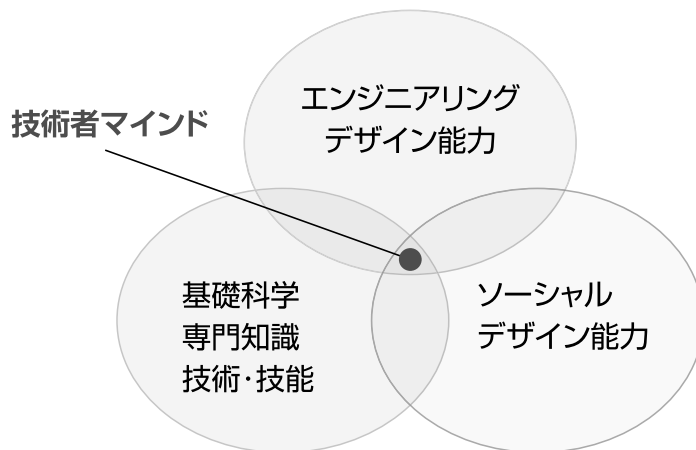 エンジニアリング
デザイン能力
技術者マインド
基礎科学
専門知識
技術・技能
ソーシャル
デザイン能力